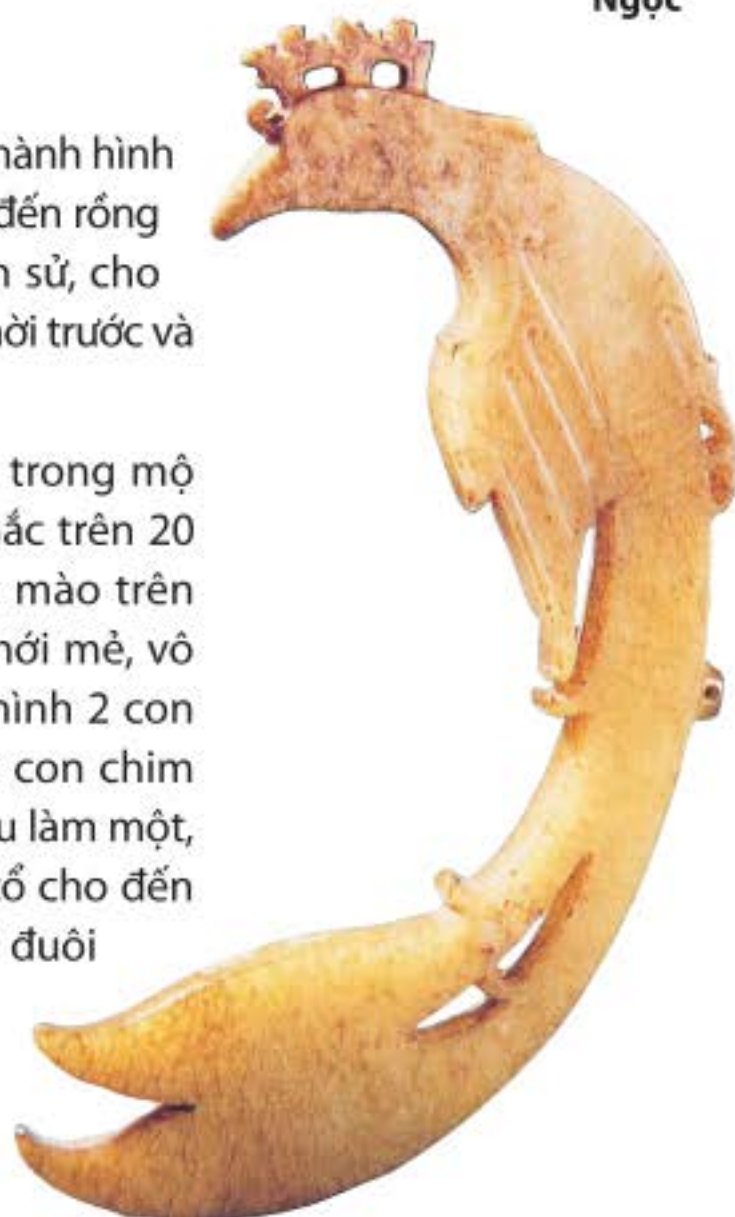 Ngọc
hành hình
đến rồng
sử, cho
trước và
trong mộ
ắc trên 20
mào trên
mới mẻ, vô
hình 2 con
con chim
u làm một,
cổ cho đến
đuôi